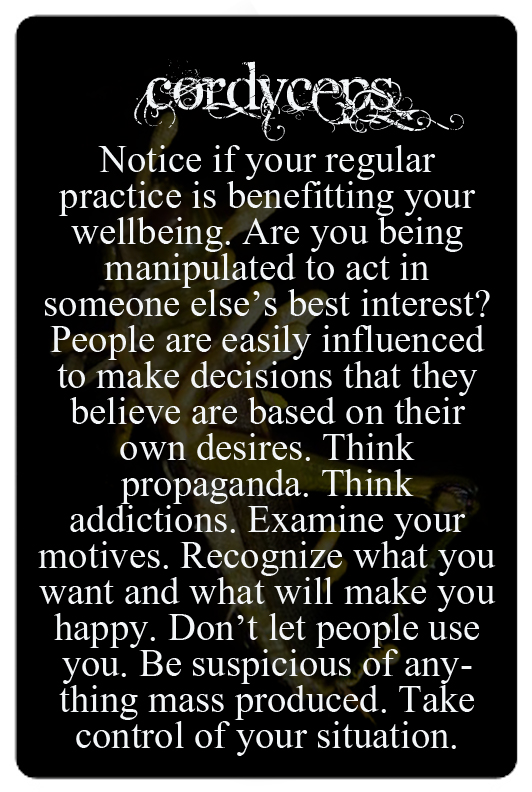 cordyceps
Notice if your regular
practice is benefitting your
wellbeing. Are you being
manipulated to act in
someone else’s best interest?
People are easily influenced
to make decisions that they
believe are based on their
own desires. Think
propaganda. Think
addictions. Examine your
motives. Recognize what you
want and what will make you
happy. Don’t let people use
you. Be suspicious of any-
thing mass produced. Take
control of your situation.